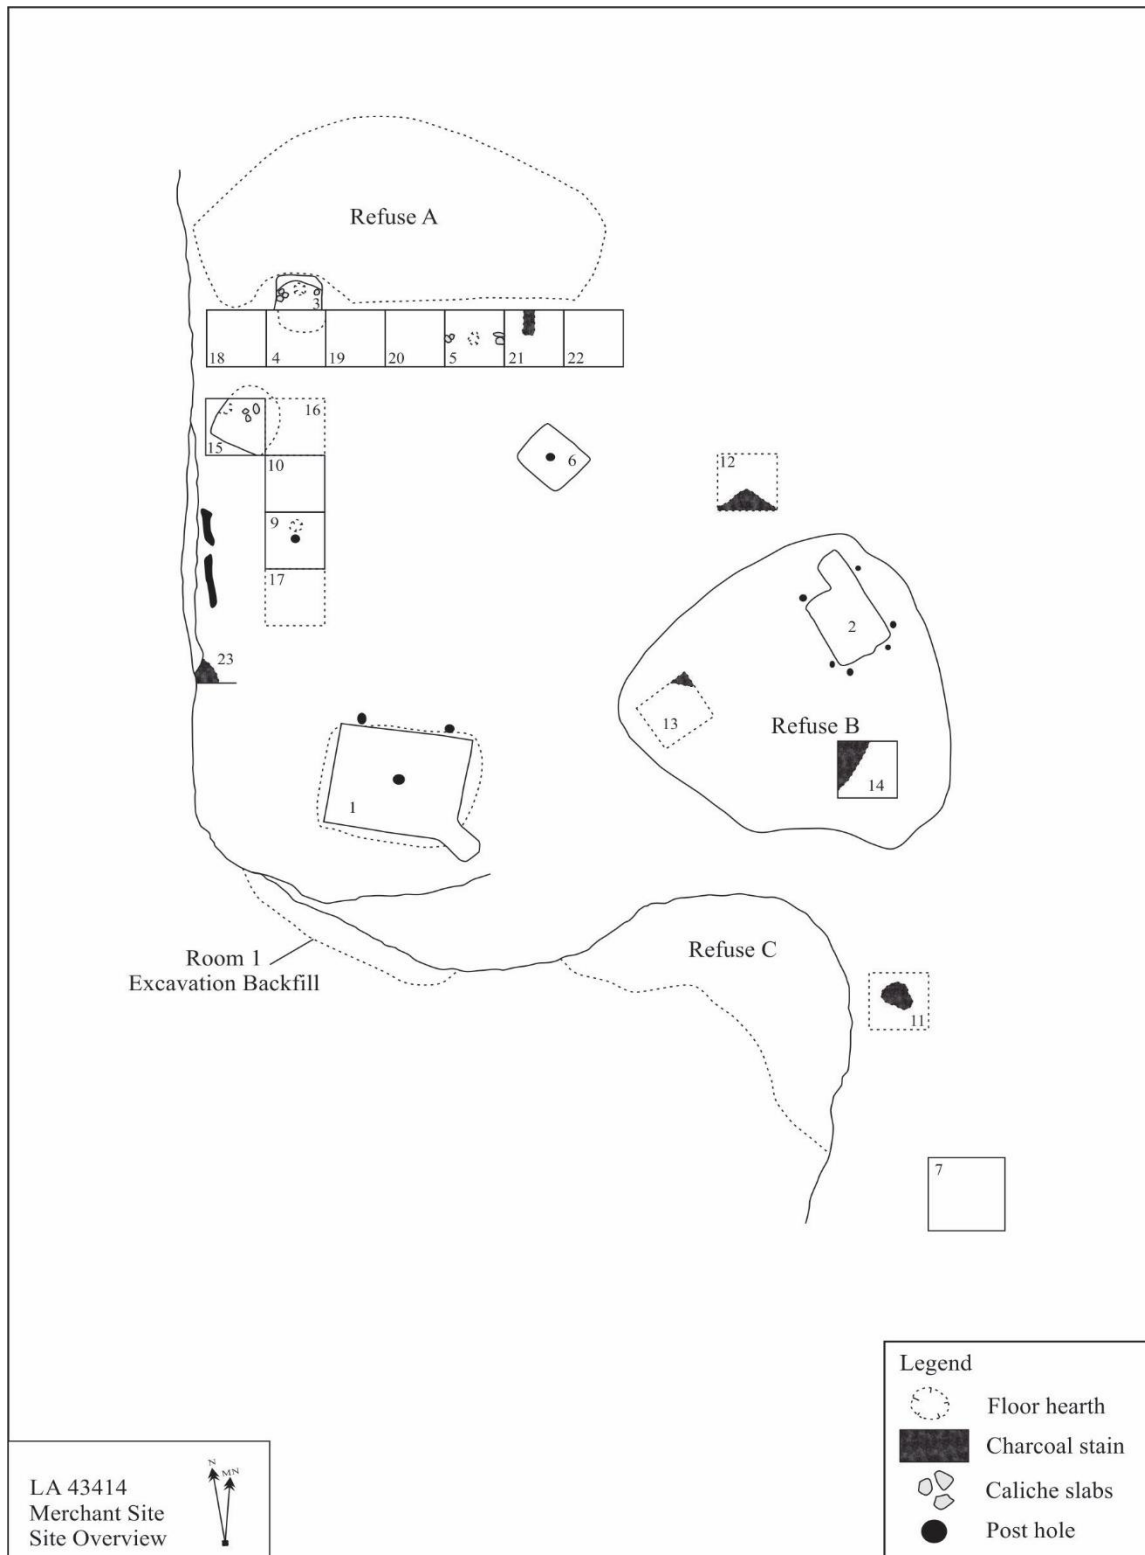 Refuse A
3
18
4
19
20
5
21
22
15
16
10
6
12
9
17
2
23
13
Refuse B
14
1
Room 1
Excavation Backfill
Refuse C
11
7
Legend
Floor hearth
Charcoal stain
Caliche slabs
Post hole
N
MN
LA 43414
Merchant Site
Site Overview